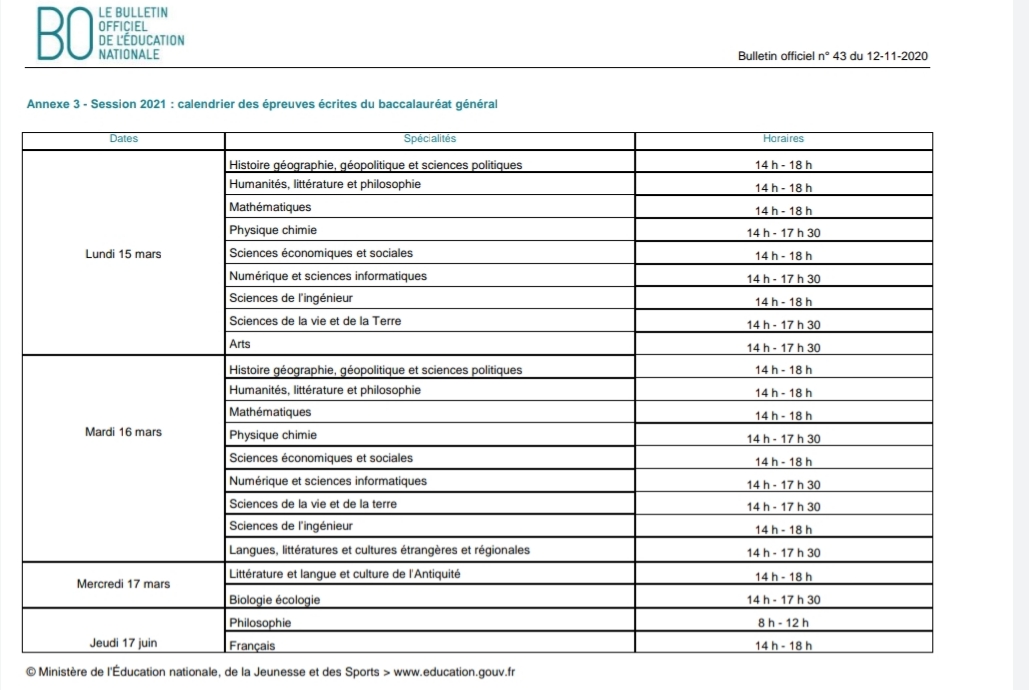 BO LE BULLETIN
OFFICIEL
DE L'ÉDUCATION
NATIONALE
Bulletin officiel n° 43 du 12-11-2020
Annexe 3 - Session 2021 : calendrier des épreuves écrites du baccalauréat général
Dates Spécialités Horaires
Histoire géographie, géopolitique et sciences politiques 14 h - 18 h
Humanités, littérature et philosophie 14 h - 18 h
Mathématiques 14 h - 18 h
Physique chimie 14 h - 17 h 30
Lundi 15 mars Sciences économiques et sociales 14 h - 18 h
Numérique et sciences informatiques 14 h - 17 h 30
Sciences de l'ingénieur 14 h - 18 h
Sciences de la vie et de la Terre 14 h - 17 h 30
Arts 14 h - 17 h 30
Histoire géographie, géopolitique et sciences politiques 14 h - 18 h
Humanités, littérature et philosophie 14 h - 18 h
Mathématiques 14 h - 18 h
Mardi 16 mars Physique chimie 14 h - 17 h 30
Sciences économiques et sociales 14 h - 18 h
Numérique et sciences informatiques 14 h - 17 h 30
Sciences de la vie et de la terre 14 h - 17 h 30
Sciences de l'ingénieur 14 h - 18 h
Langues, littératures et cultures étrangères et régionales 14 h - 17 h 30
Littérature et langue et culture de l'Antiquité 14 h - 18 h
Mercredi 17 mars Biologie écologie 14 h - 17 h 30
Philosophie 8 h - 12 h
Jeudi 17 juin Français 14 h - 18 h
© Ministère de l'Éducation nationale, de la Jeunesse et des Sports > www.education.gouv.fr